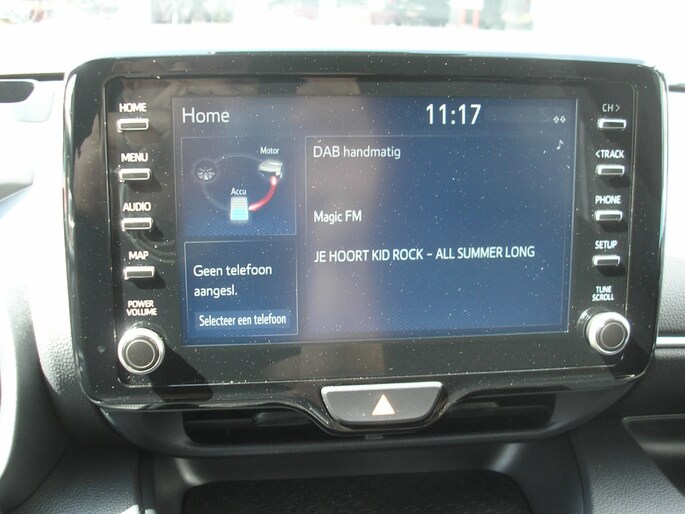 HOME
MENU
AUDIO
MAP
POWER
VOLUME
Home
11:17
Motor
Accu
Geen telefoon
aangesl.
Selecteer een telefoon
DAB handmatig
Magic FM
JE HOORT KID ROCK - ALL SUMMER LONG
CH >
< TRACK
PHONE
SETUP
TUNE
SCROLL